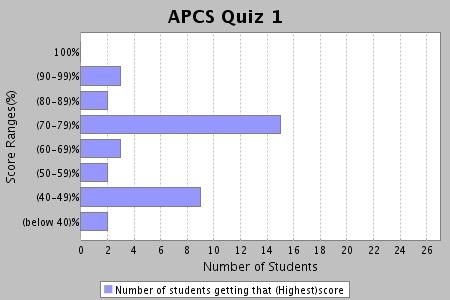 APCS Quiz 1
Score Ranges(%)
100%
(90-99)%
(80-89)%
(70-79)%
(60-69)%
(50-59)%
(40-49)%
(below 40)%
0 2 4 6 8 10 12 14 16 18 20 22 24 26
Number of Students
Number of students getting that (Highest)score